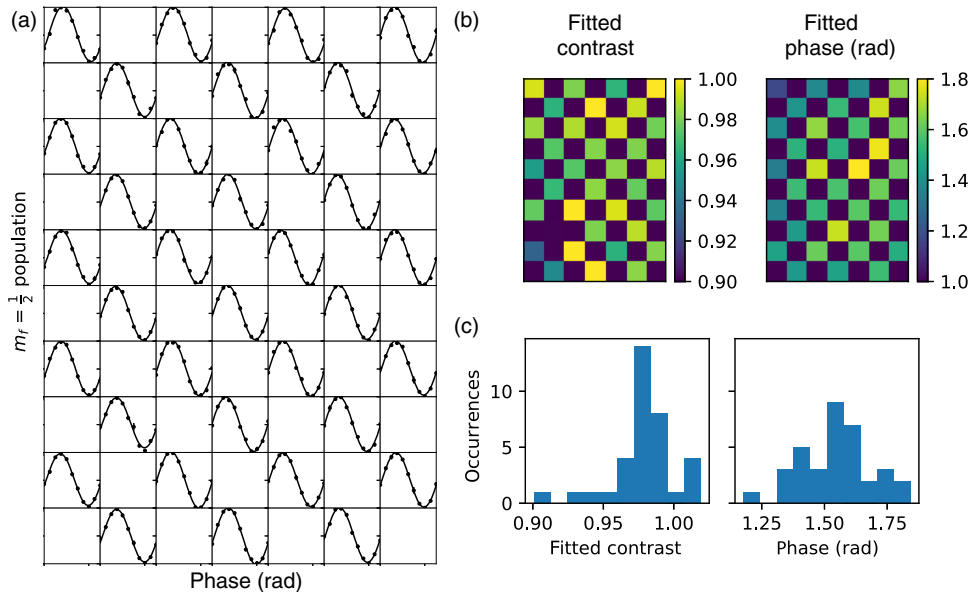 (a)
m_f = 1/2 population
Phase (rad)
(b)
Fitted
contrast
1.00
0.98
0.96
0.94
0.92
0.90
Fitted
phase (rad)
1.8
1.6
1.4
1.2
1.0
(c)
Occurrences
10
5
0
0.90 0.95 1.00
Fitted contrast
1.25 1.50 1.75
Phase (rad)